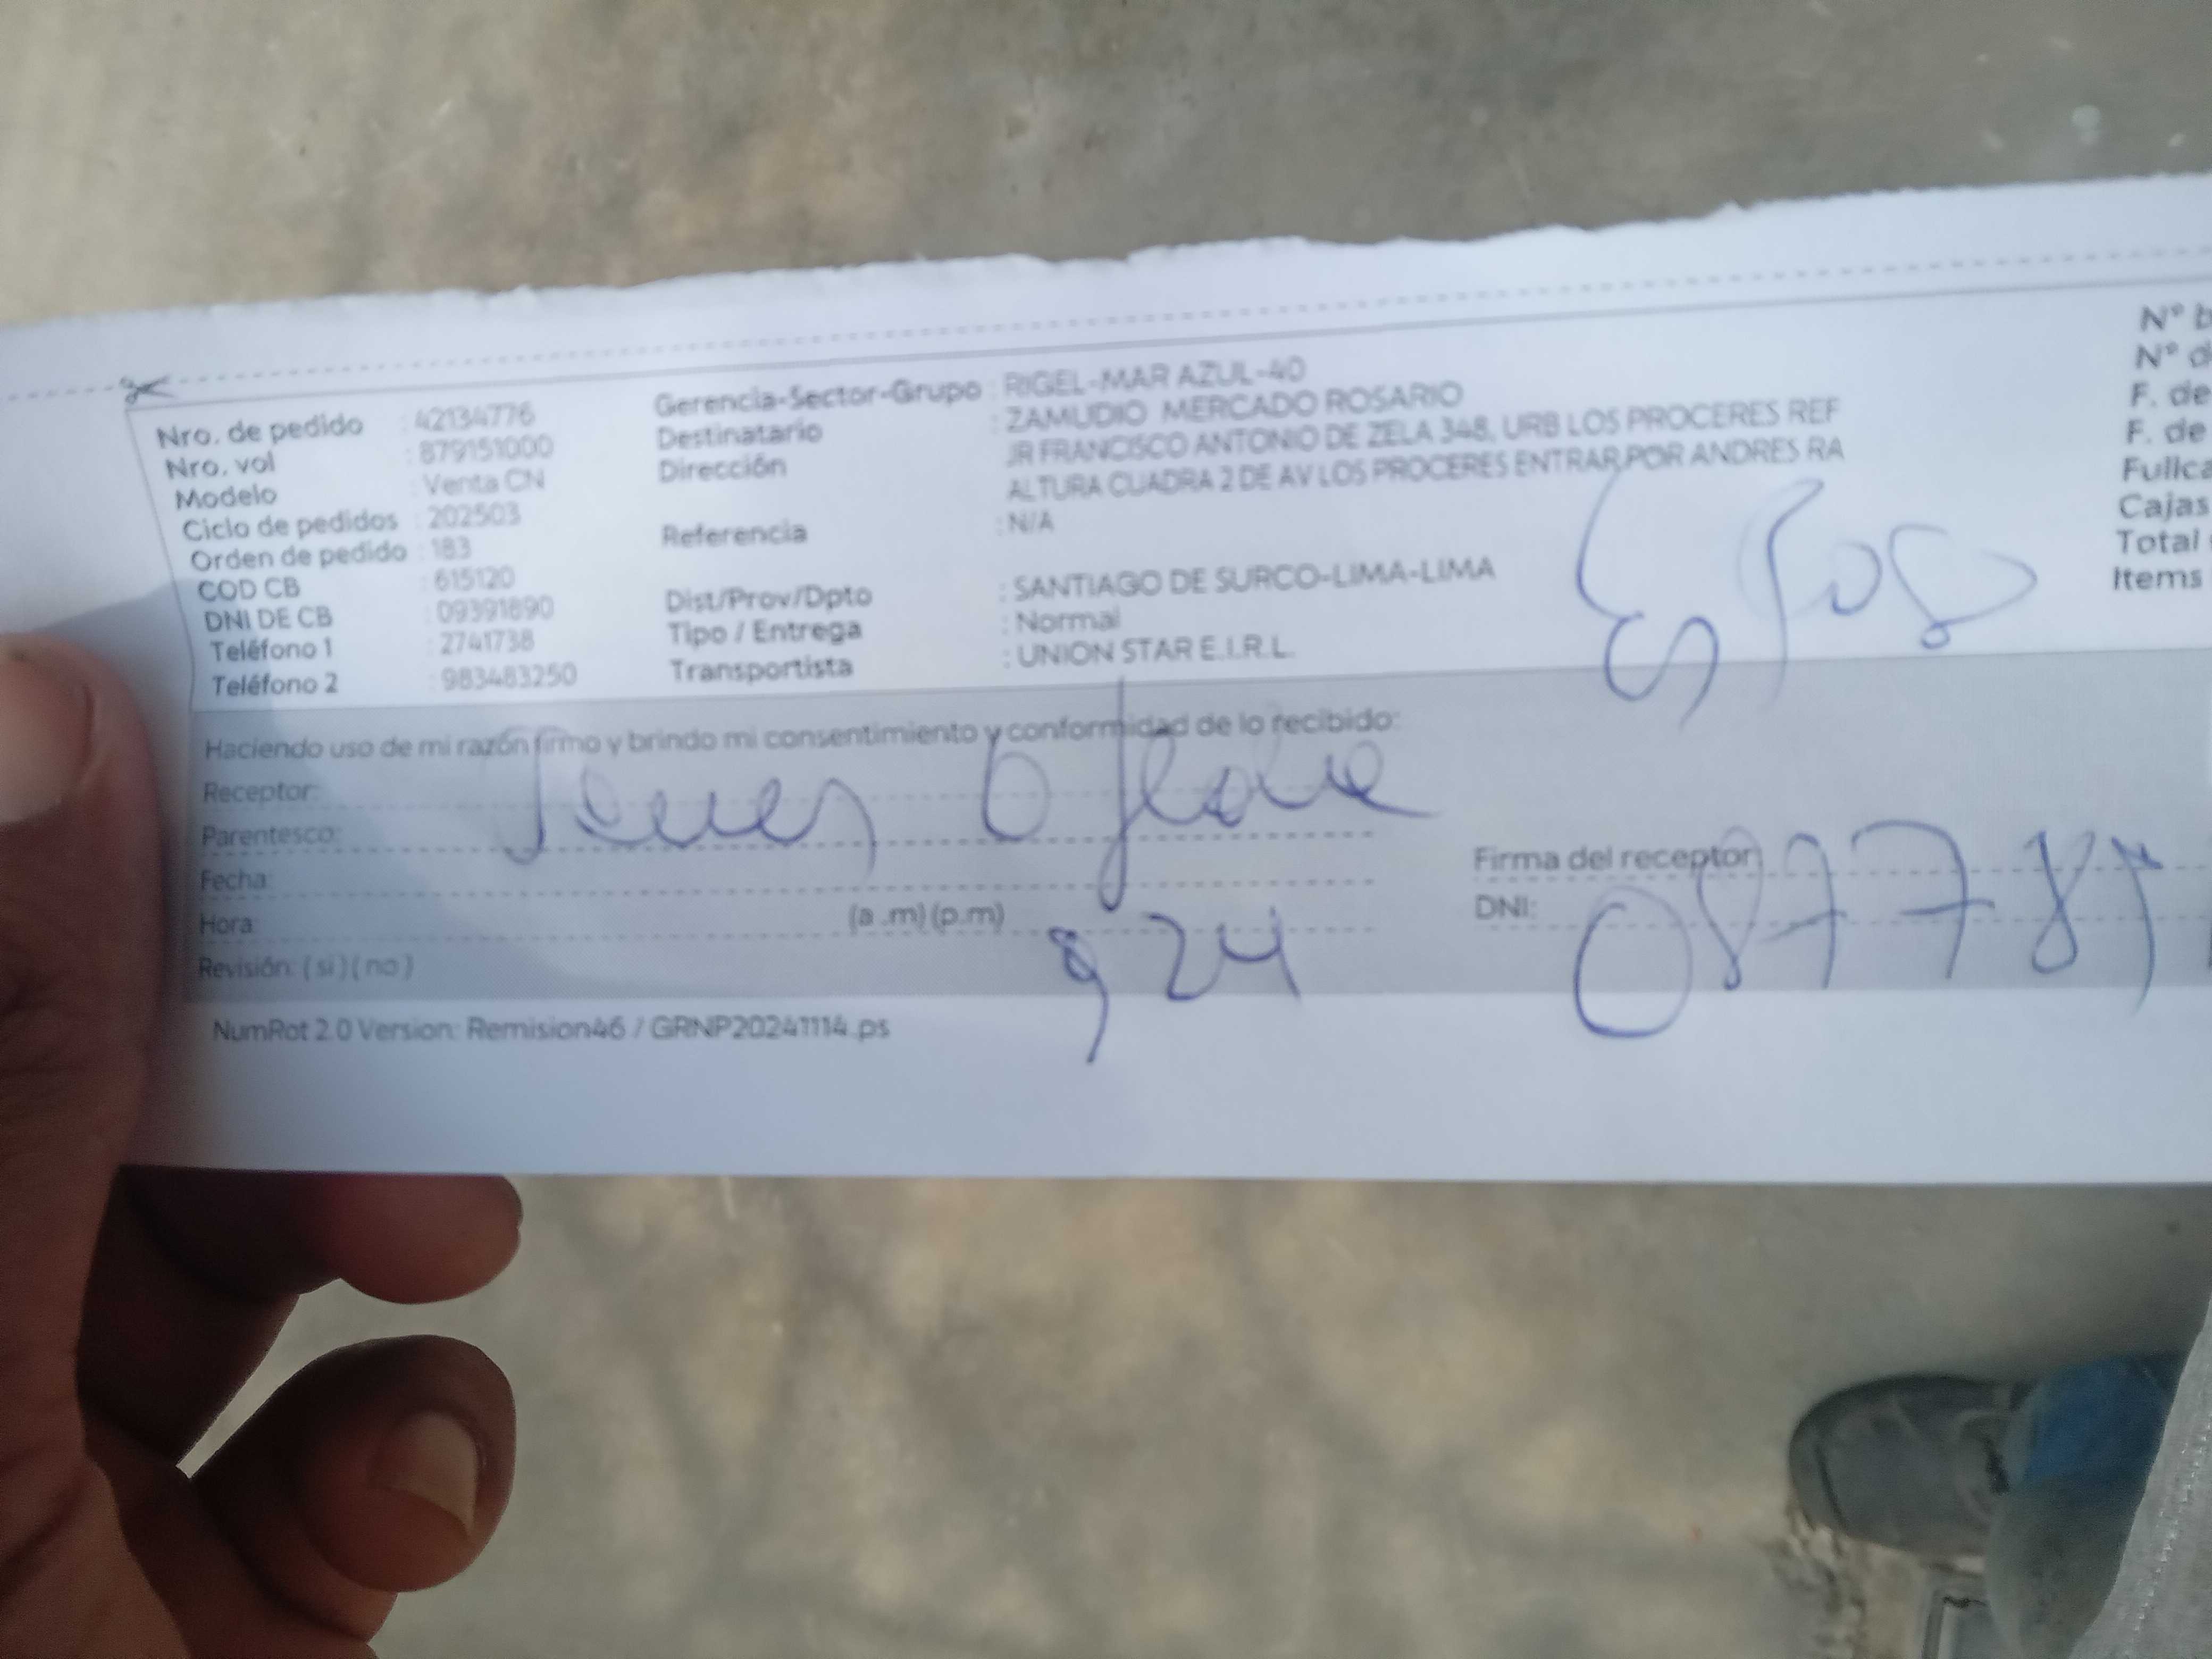 Nro. de pedido : 42134776
Nro. vol : 879151000
Modelo : Venta CN
Ciclo de pedidos : 202503
Orden de pedido : 183
COD CB : 615120
DNI DE CB : 09391890
Teléfono 1 : 2741738
Teléfono 2 : 983483250
Gerencia-Sector-Grupo : RIGEL-MAR AZUL-40
Destinatario : ZAMUDIO MERCADO ROSARIO
Dirección : JR FRANCISCO ANTONIO DE ZELA 348, URB LOS PROCERES REF
ALTURA CUADRA 2 DE AV LOS PROCERES ENTRAR POR ANDRES RA
Referencia : N/A
Dist/Prov/Dpto : SANTIAGO DE SURCO-LIMA-LIMA
Tipo / Entrega : Normal
Transportista : UNION STAR E.I.R.L.
Nº b
Nº d
F. de
F. de
Fullca
Cajas
Total
Items
Haciendo uso de mi razón firmo y brindo mi consentimiento y conformidad de lo recibido:
Receptor:
Parentesco:
Fecha:
Hora: (a .m) (p.m) 924
Revisión: ( si ) ( no )
Firma del receptor:
DNI: 08778
NumRot 2.0 Version: Remision46 / GRNP20241114.ps